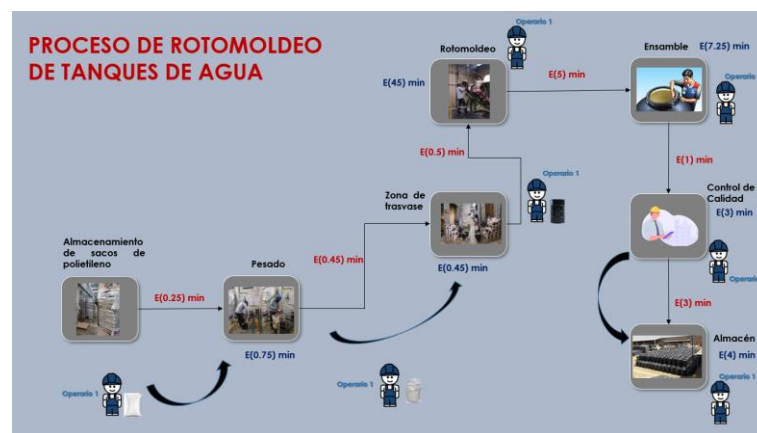 PROCESO DE ROTOMOLDEO
DE TANQUES DE AGUA
Operario 1
Rotomoldeo
Ensamble
E(7.25) min
E(45) min
E(5) min
Operario
E(0.5) min
E(1) min
Operario 1
Zona de
trasvase
Control de
Calidad
E(3) min
Almacenamiento
de sacos de
polietileno
Pesado
E(0.45) min
E(0.45) min
Operario
E(0.25) min
E(3) min
Almacén
E(0.75) min
E(4) min
Operario 1
Operario 1
Operario 1